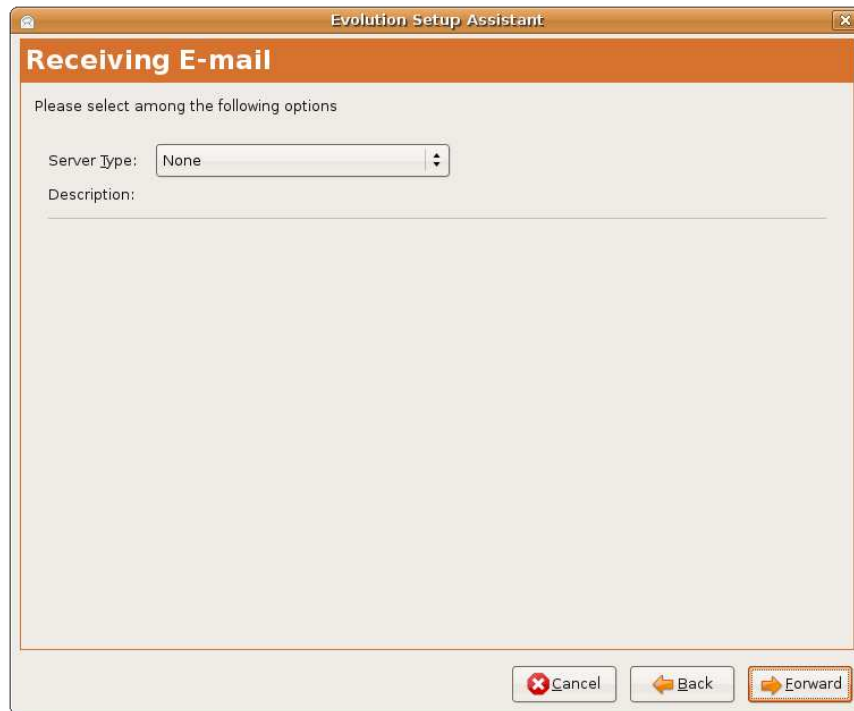 Evolution Setup Assistant
Receiving E-mail
Please select among the following options
Server Type: None
Description:
Cancel Back Forward